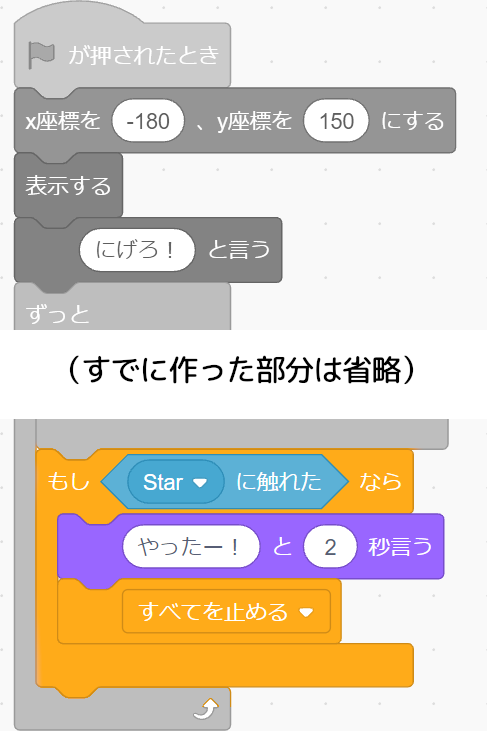 が押されたとき
x座標を -180 、y座標を 150 にする
表示する
にげろ！ と言う
ずっと
（すでに作った部分は省略）
もし Star に触れた なら
やったー！ と 2 秒言う
すべてを止める